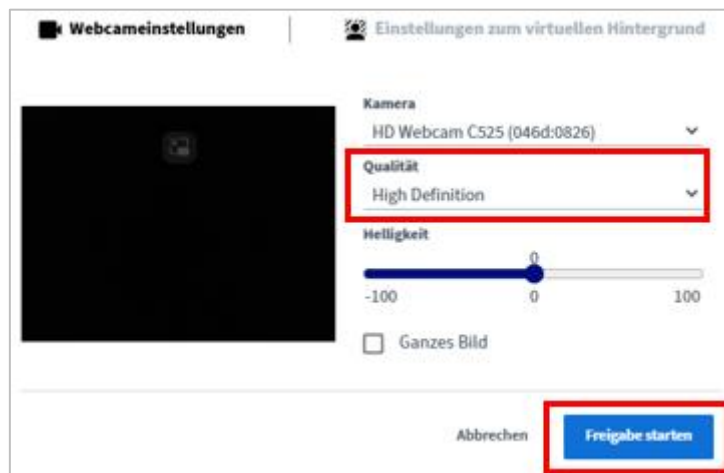 Webcameinstellungen
Einstellungen zum virtuellen Hintergrund
Kamera
HD Webcam C525 (046d:0826)
Qualität
High Definition
Helligkeit
0
-100 0 100
Ganzes Bild
Abbrechen
Freigabe starten